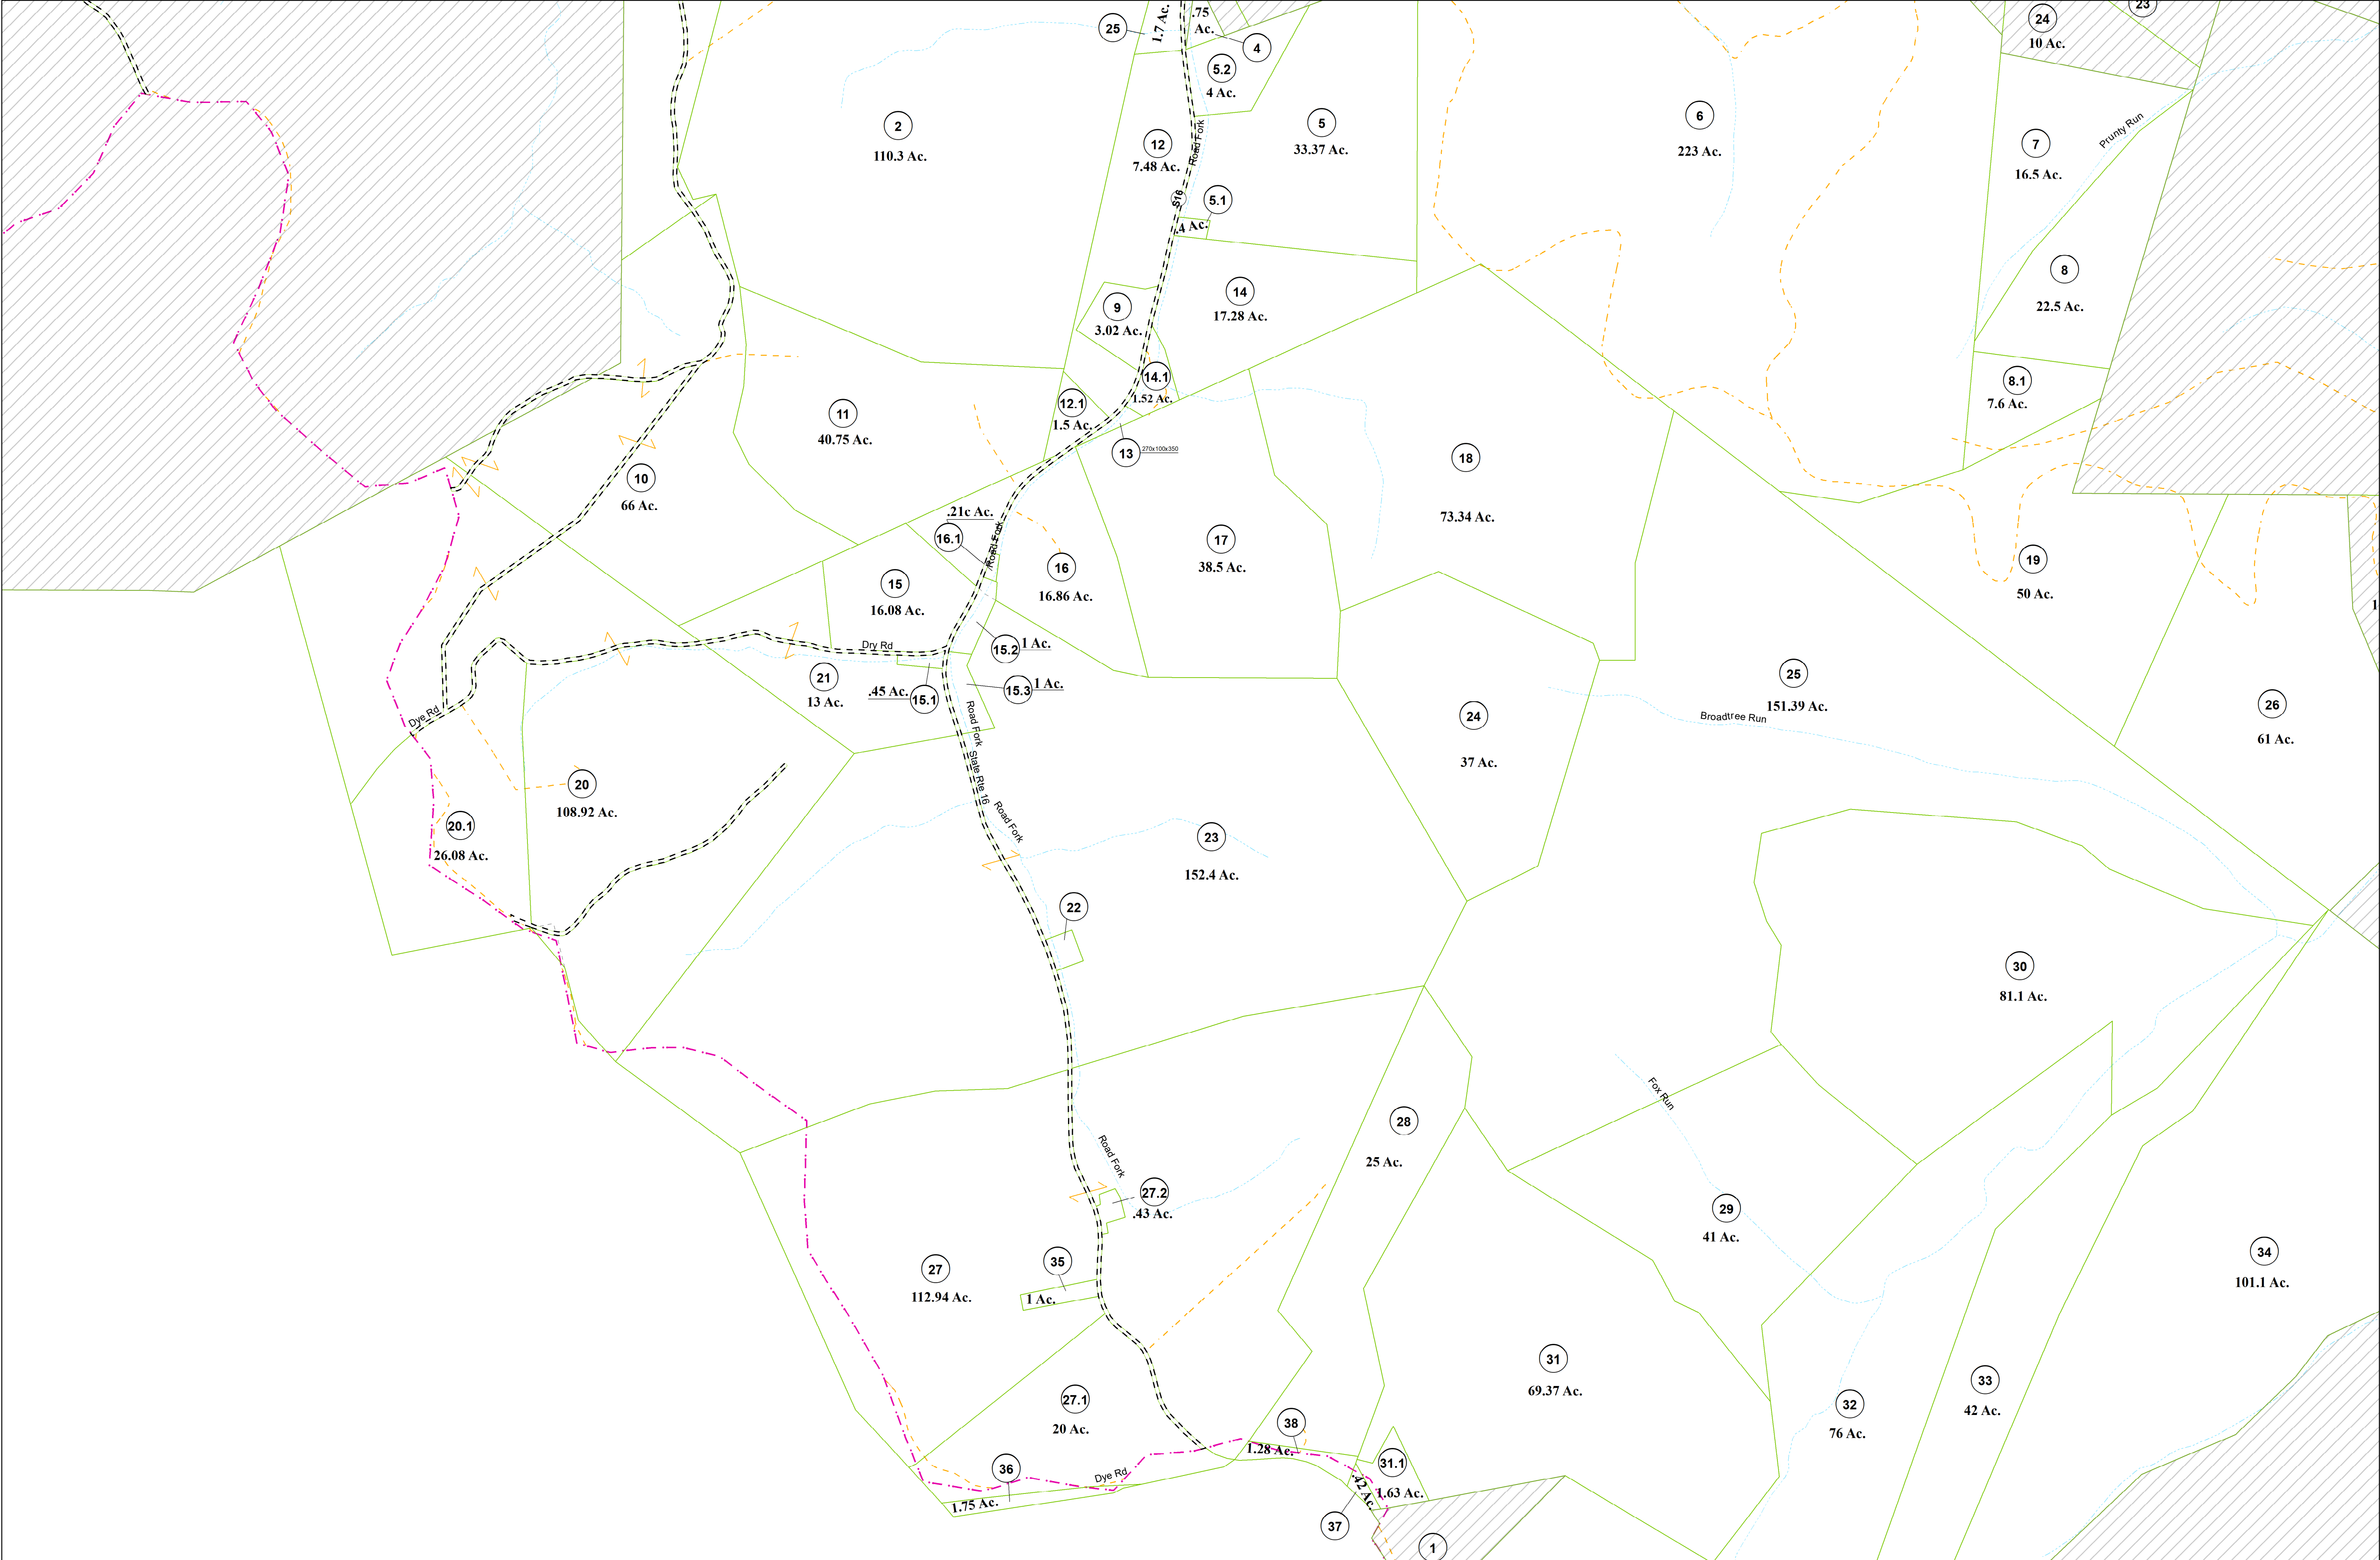 25
1.7 Ac.
.75
Ac.
4
24
10 Ac.
23
5.2
4 Ac.
2
110.3 Ac.
12
7.48 Ac.
Road Fork
5
33.37 Ac.
6
223 Ac.
7
16.5 Ac.
Prunty Run
S16
5.1
.4 Ac.
8
22.5 Ac.
9
3.02 Ac.
14
17.28 Ac.
14.1
1.52 Ac.
8.1
7.6 Ac.
12.1
1.5 Ac.
11
40.75 Ac.
13
270x100x350
10
66 Ac.
18
73.34 Ac.
.21c Ac.
16.1
Road Fork
17
38.5 Ac.
16
16.86 Ac.
15
16.08 Ac.
19
50 Ac.
1
Dry Rd
15.2
1 Ac.
21
13 Ac.
.45 Ac.
15.1
15.3
1 Ac.
Dye Rd
Road Fork
State Rte 16
Road Fork
24
37 Ac.
25
151.39 Ac.
Broadtree Run
26
61 Ac.
20
108.92 Ac.
20.1
26.08 Ac.
23
152.4 Ac.
22
30
81.1 Ac.
Fox Run
28
25 Ac.
Road Fork
27.2
.43 Ac.
29
41 Ac.
27
112.94 Ac.
35
1 Ac.
34
101.1 Ac.
31
69.37 Ac.
33
42 Ac.
32
76 Ac.
27.1
20 Ac.
38
1.28 Ac.
31.1
1.63 Ac.
.42 Ac.
36
1.75 Ac.
Dye Rd
37
1